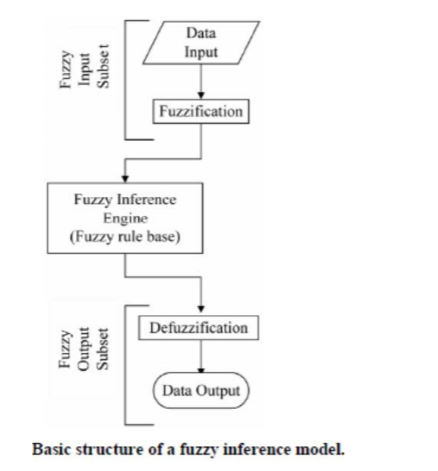 Fuzzy
Input
Subset
Data
Input
Fuzzification
Fuzzy Inference
Engine
(Fuzzy rule base)
Fuzzy
Output
Subset
Defuzzification
Data Output
Basic structure of a fuzzy inference model.